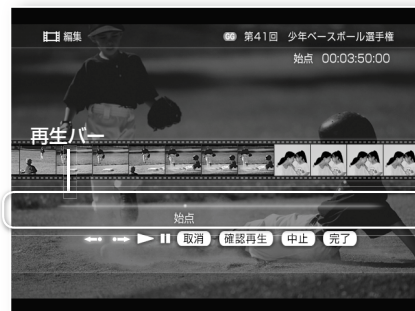 編集
GG 第41回 少年ベースボール選手権
始点 00:03:50:00
再生バー
始点
取消 確認再生 中止 完了